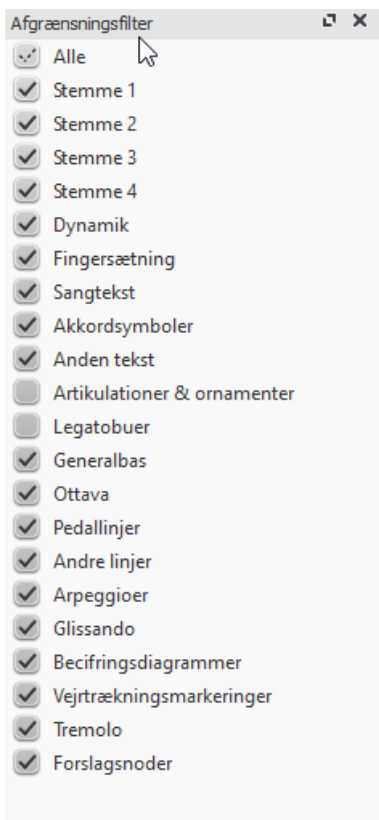 Afgrænsningsfilter
Alle
Stemme 1
Stemme 2
Stemme 3
Stemme 4
Dynamik
Fingersætning
Sangtekst
Akkordsymboler
Anden tekst
Artikulationer & ornamenter
Legatobuer
Generalbas
Ottava
Pedallinjer
Andre linjer
Arpeggioer
Glissando
Becifringsdiagrammer
Vejrtrækningsmarkeringer
Tremolo
Forslagsnoder